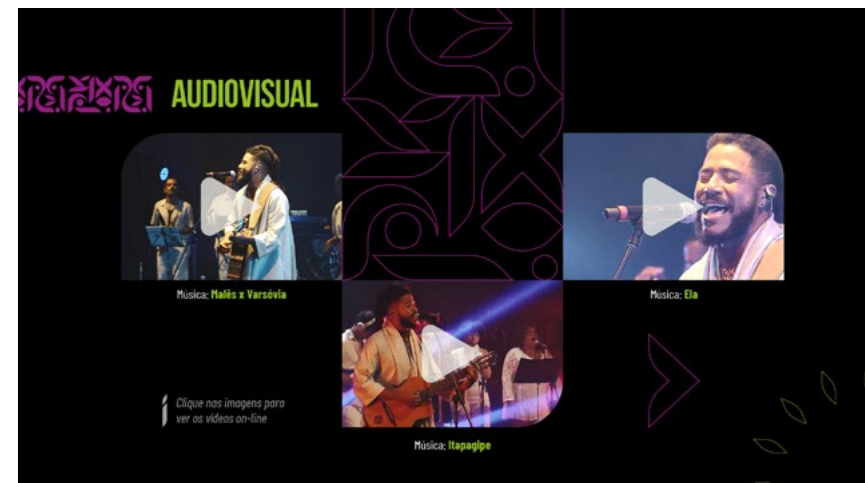 AUDIOVISUAL
Música: Malês x Varsóvia
Música: Ela
Clique nas imagens para
ver os vídeos on-line
Música: Itapagipe